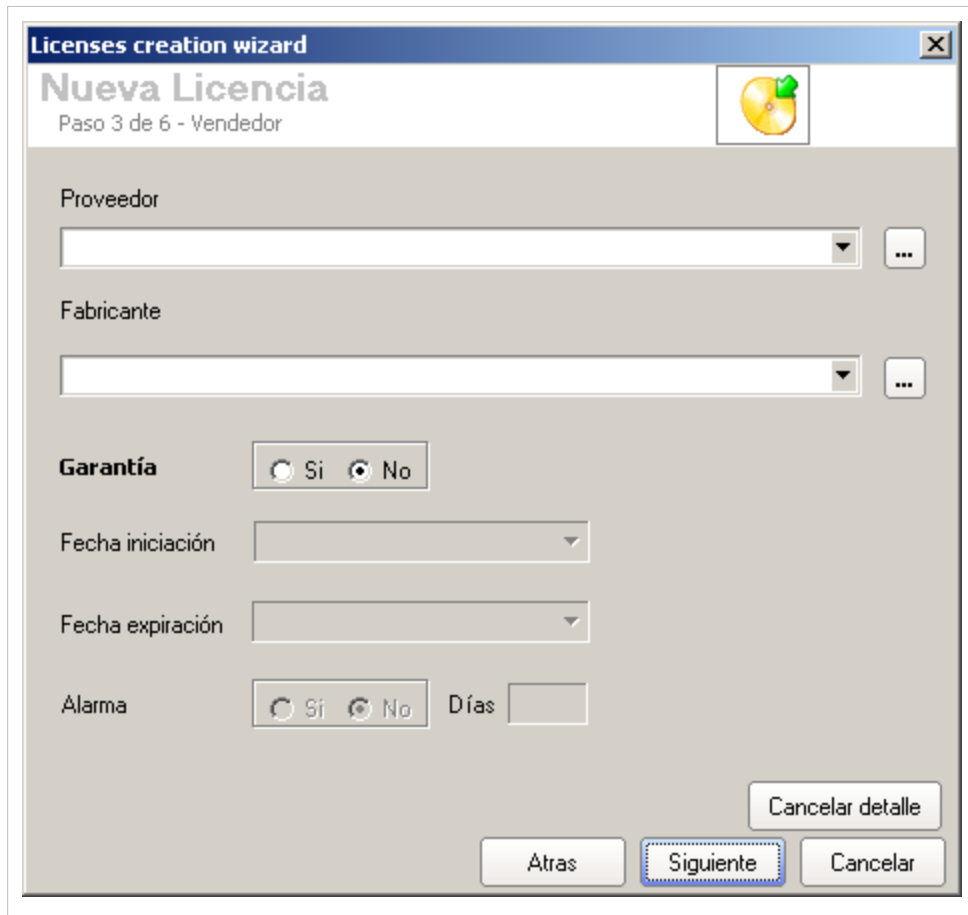 Licenses creation wizard
Nueva Licencia
Paso 3 de 6 - Vendedor
Proveedor
...
Fabricante
...
Garantía Si No
Fecha iniciación
Fecha expiración
Alarma Sí No Días
Cancelar detalle
Atras Siguiente Cancelar